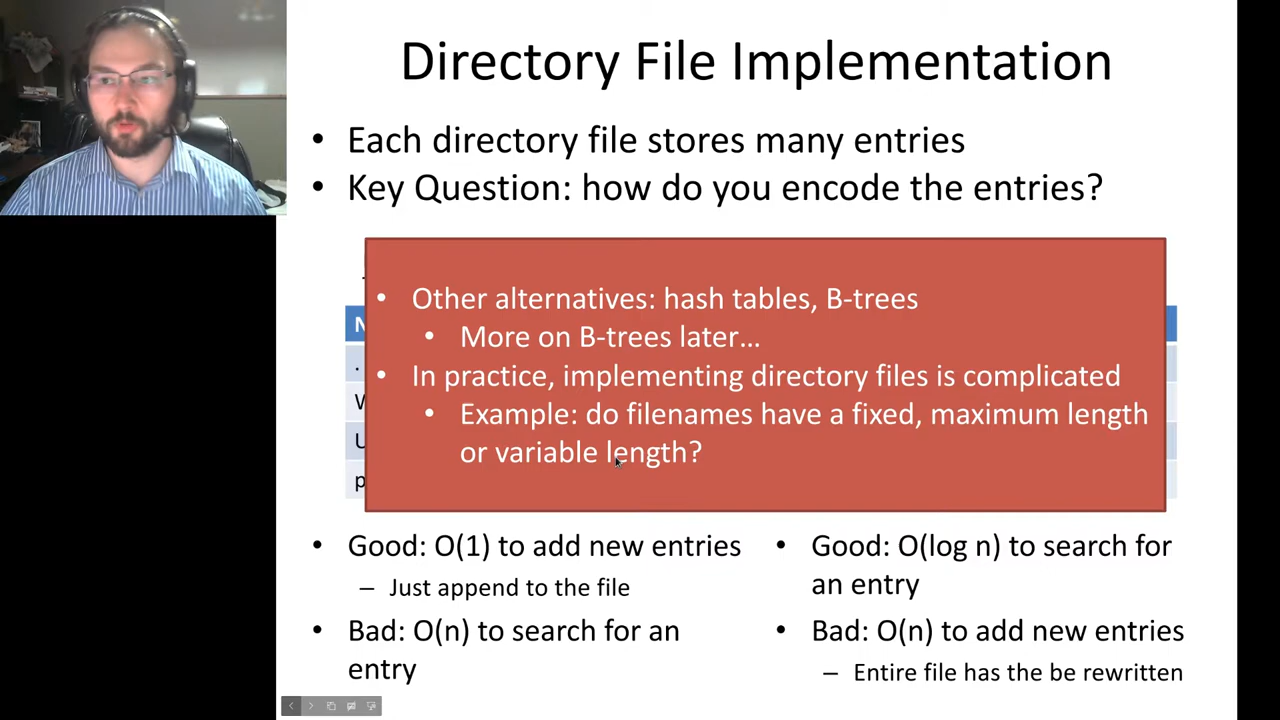 Directory File Implementation
• Each directory file stores many entries
• Key Question: how do you encode the entries?
N
.
W
U
p
• Other alternatives: hash tables, B-trees
• More on B-trees later…
• In practice, implementing directory files is complicated
• Example: do filenames have a fixed, maximum length
or variable length?
• Good: O(1) to add new entries
– Just append to the file
• Bad: O(n) to search for an
entry
• Good: O(log n) to search for
an entry
• Bad: O(n) to add new entries
– Entire file has the be rewritten